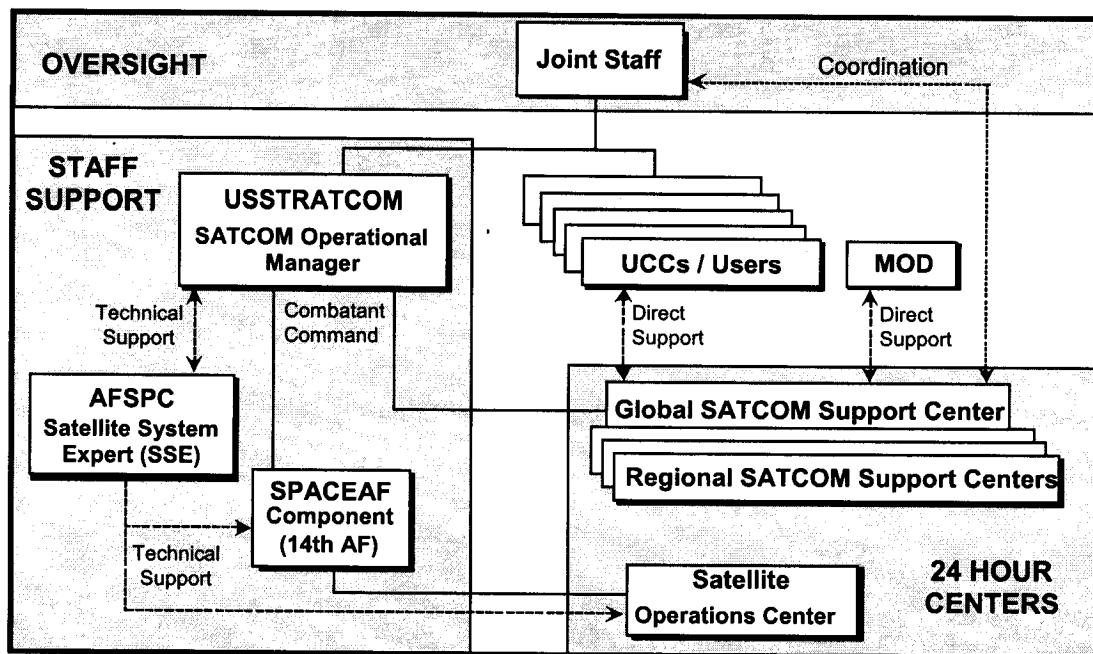 OVERSIGHT
Joint Staff
Coordination
STAFF
SUPPORT
USSTRATCOM
SATCOM Operational
Manager
UCCs / Users
MOD
Technical
Support
Combatant
Command
Direct
Support
Direct
Support
AFSPC
Satellite System
Expert (SSE)
Global SATCOM Support Center
Regional SATCOM Support Centers
SPACEAF
Component
(14th AF)
Technical
Support
Satellite
Operations Center
24 HOUR
CENTERS